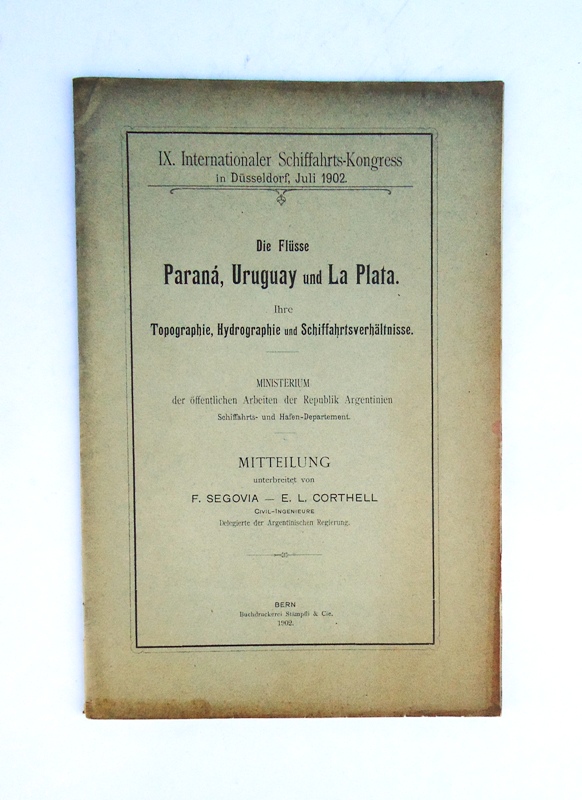 IX. Internationaler Schiffahrts-Kongress
in Düsseldorf, Juli 1902.
Die Flüsse
Paraná, Uruguay und La Plata.
Ihre
Topographie, Hydrographie und Schiffahrtsverhältnisse.
MINISTERIUM
der öffentlichen Arbeiten der Republik Argentinien
Schiffahrts- und Hafen-Departement.
MITTEILUNG
unterbreitet von
F. SEGOVIA — E. L. CORTHELL
CIVIL-INGENIEURE
Delegierte der Argentinischen Regierung.
BERN
Buchdruckerei Stämpfli & Cie.
1902.